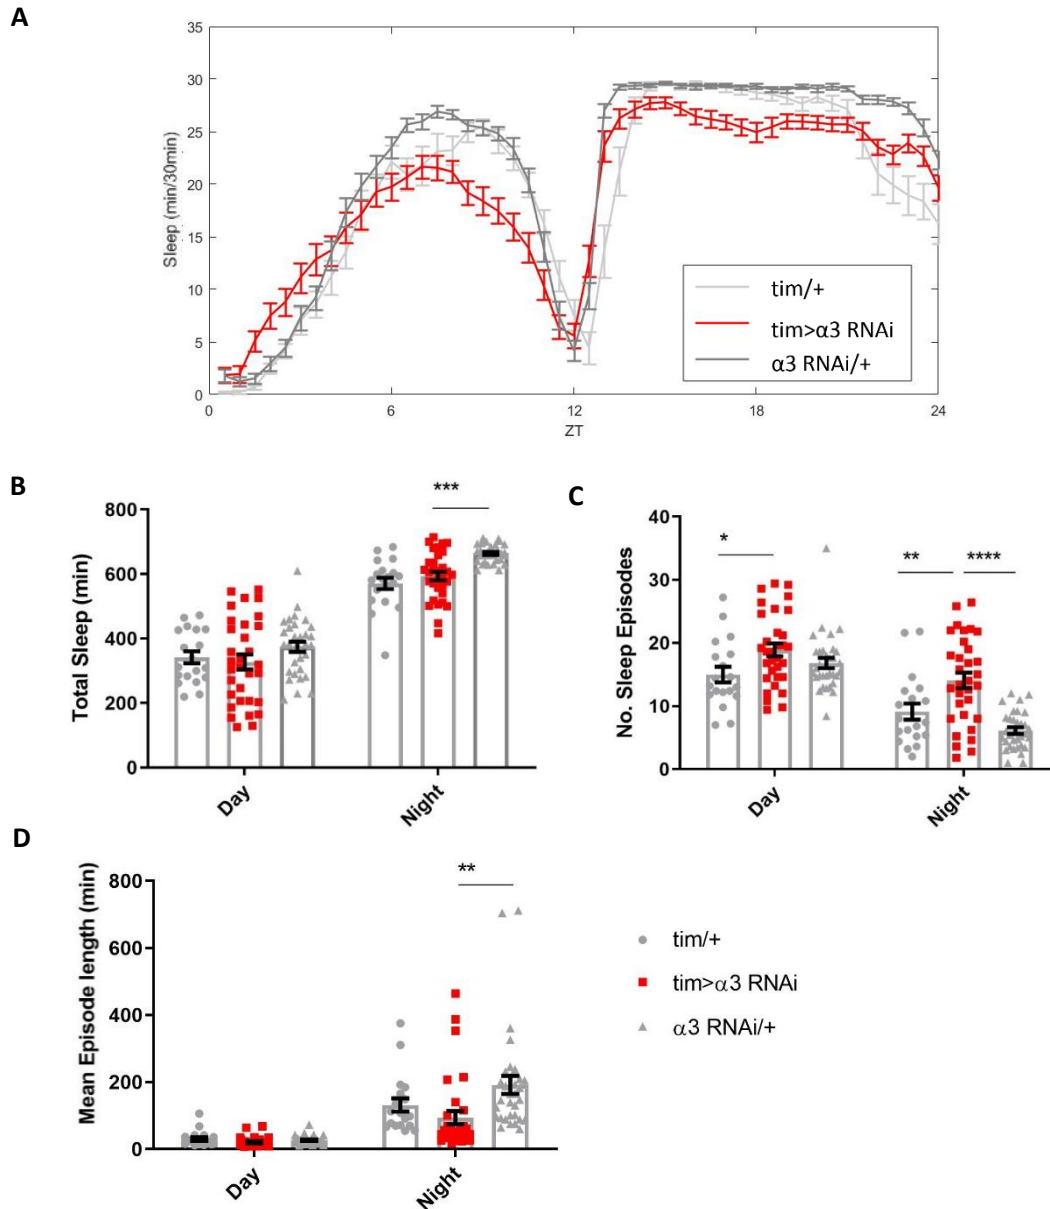 A
35
30
25
20
15
10
5
0
Sleep (min/30min)
0 6 12 18 24
ZT
tim/+
tim>α3 RNAi
α3 RNAi/+
B
800
600
400
200
0
Total Sleep (min)
***
Day Night
C
40
30
20
10
0
No. Sleep Episodes
* ** ****
Day Night
D
800
600
400
200
0
Mean Episode length (min)
**
Day Night
tim/+
tim>α3 RNAi
α3 RNAi/+